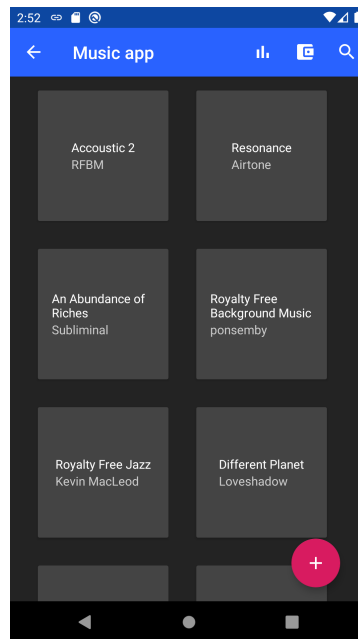 2:52
Music app
Accoustic 2
RFBM
Resonance
Airtone
An Abundance of
Riches
Subliminal
Royalty Free
Background Music
ponsemby
Royalty Free Jazz
Kevin MacLeod
Different Planet
Loveshadow